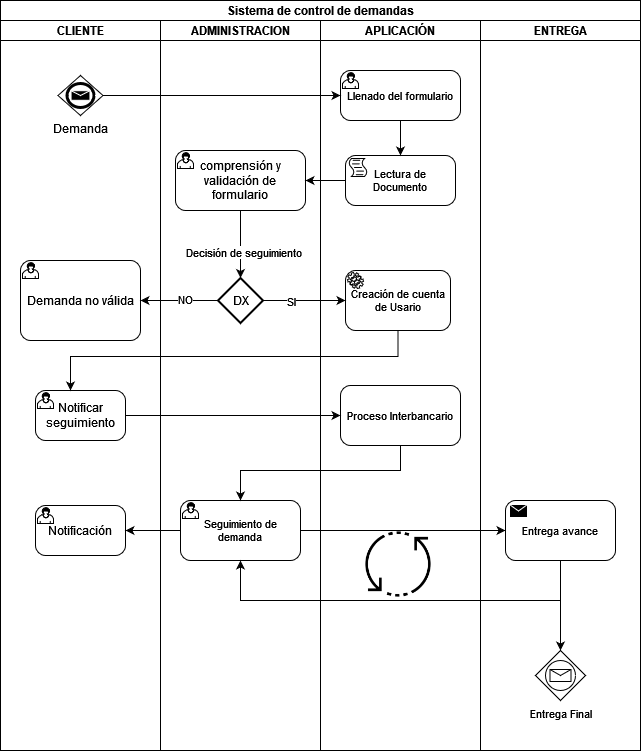 Sistema de control de demandas
CLIENTE
ADMINISTRACION
APLICACIÓN
ENTREGA
Demanda
Llenado del formulario
comprensión y
validación de
formulario
Lectura de
Documento
Decisión de seguimiento
Demanda no válida
NO
DX
SI
Creación de cuenta
de Usario
Notificar
seguimiento
Proceso Interbancario
Notificación
Seguimiento de
demanda
Entrega avance
Entrega Final